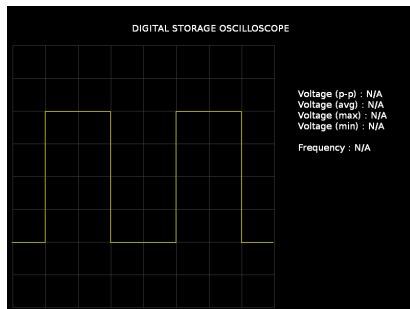 DIGITAL STORAGE OSCILLOSCOPE
Voltage (p-p) : N/A
Voltage (avg) : N/A
Voltage (max) : N/A
Voltage (min) : N/A
Frequency : N/A